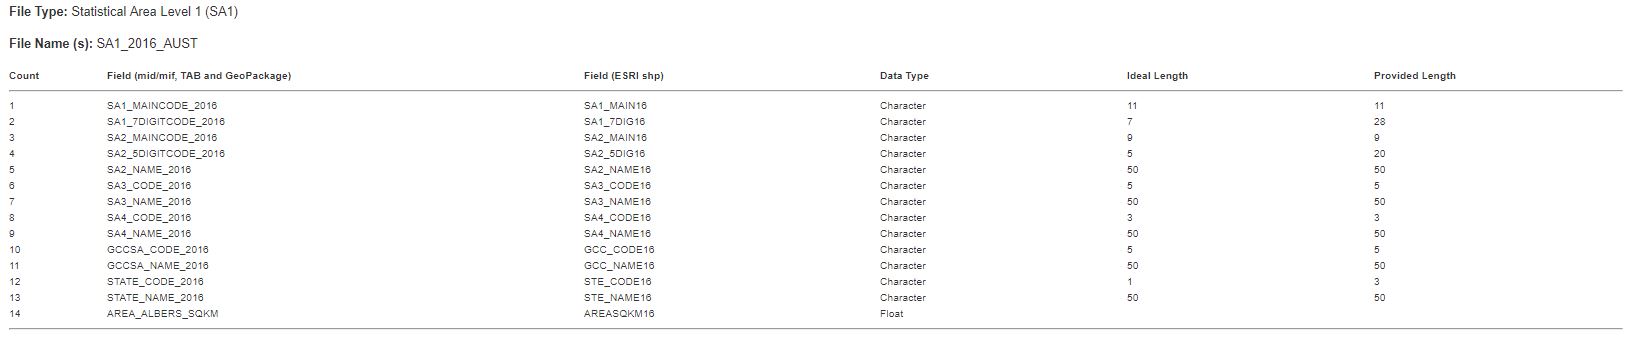 File Type: Statistical Area Level 1 (SA1)
File Name (s): SA1_2016_AUST
Count Field (mid/mif, TAB and GeoPackage) Field (ESRI shp) Data Type Ideal Length Provided Length
1 SA1_MAINCODE_2016 SA1_MAIN16 Character 11 11
2 SA1_7DIGITCODE_2016 SA1_7DIG16 Character 7 28
3 SA2_MAINCODE_2016 SA2_MAIN16 Character 9 9
4 SA2_5DIGITCODE_2016 SA2_5DIG16 Character 5 20
5 SA2_NAME_2016 SA2_NAME16 Character 50 50
6 SA3_CODE_2016 SA3_CODE16 Character 5 5
7 SA3_NAME_2016 SA3_NAME16 Character 50 50
8 SA4_CODE_2016 SA4_CODE16 Character 3 3
9 SA4_NAME_2016 SA4_NAME16 Character 50 50
10 GCCSA_CODE_2016 GCC_CODE16 Character 5 5
11 GCCSA_NAME_2016 GCC_NAME16 Character 50 50
12 STATE_CODE_2016 STE_CODE16 Character 1 3
13 STATE_NAME_2016 STE_NAME16 Character 50 50
14 AREA_ALBERS_SQKM AREASQKM16 Float